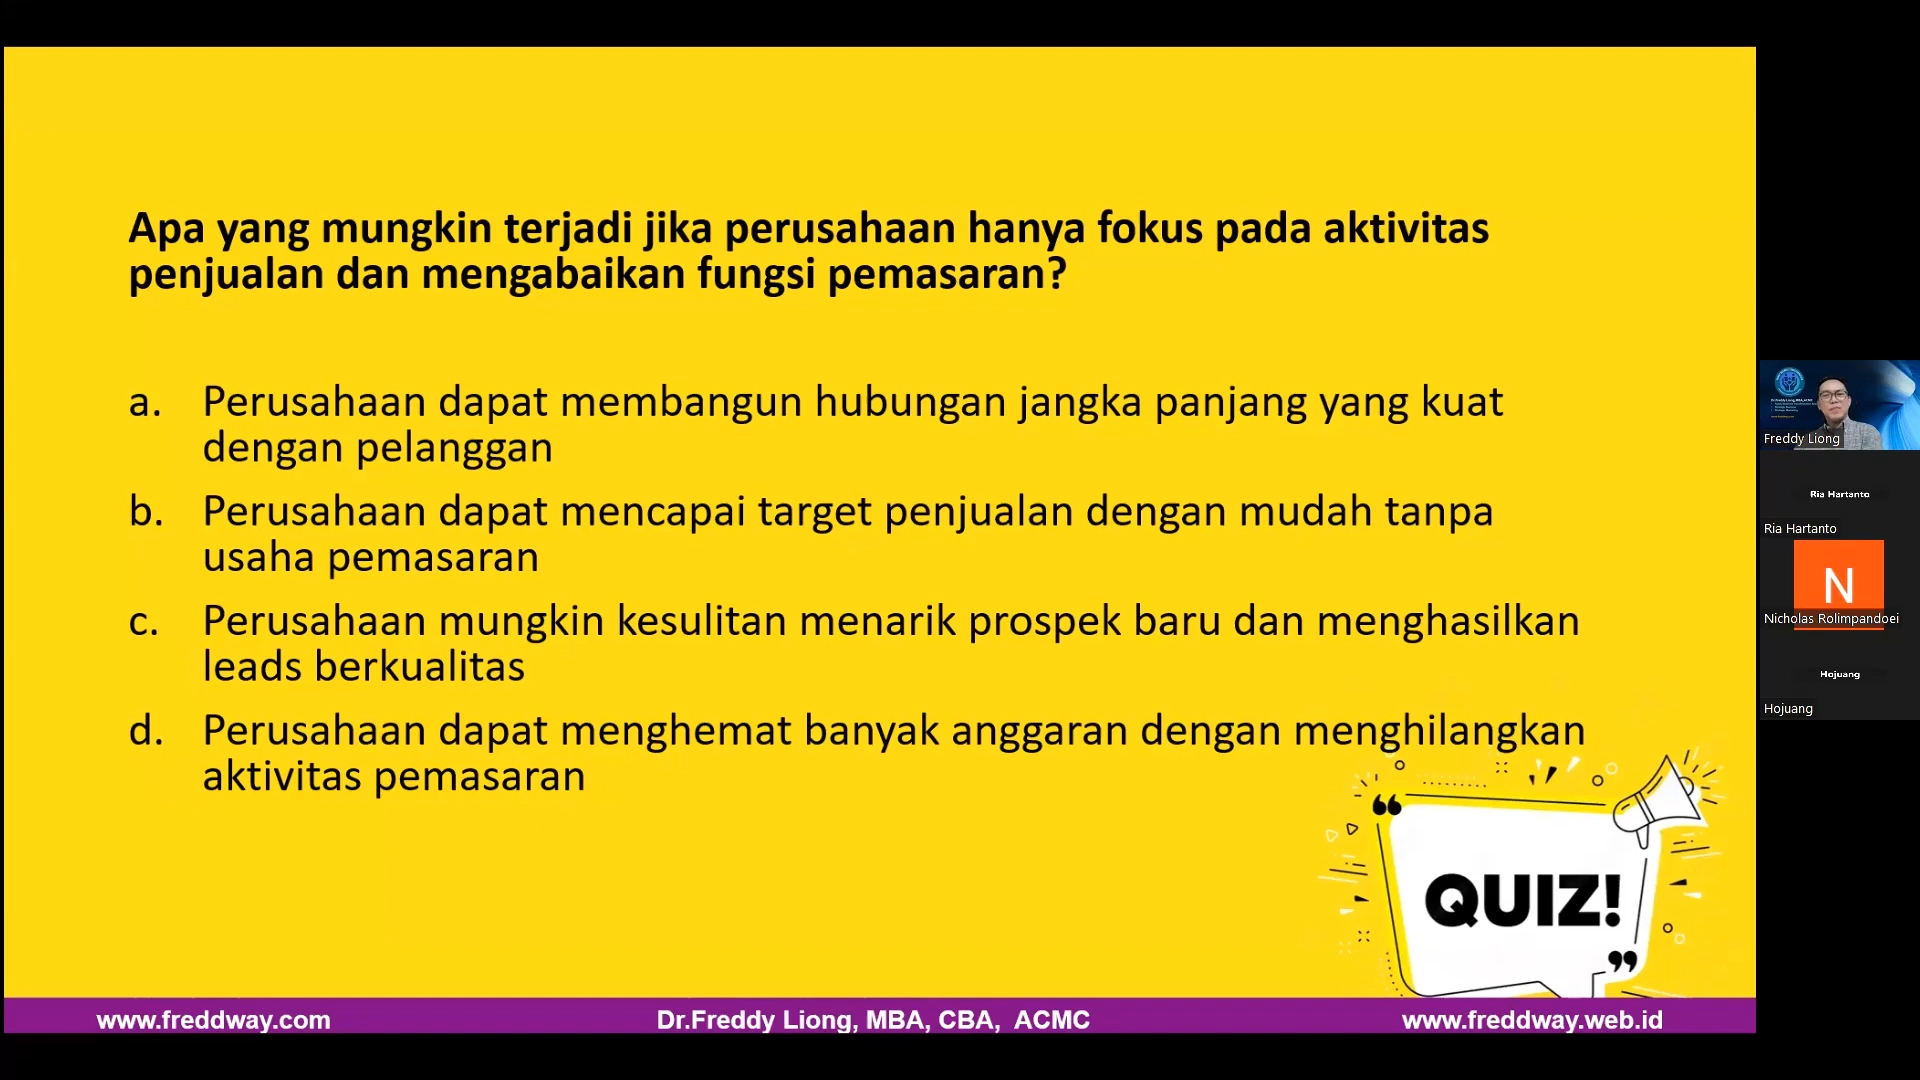 Apa yang mungkin terjadi jika perusahaan hanya fokus pada aktivitas
penjualan dan mengabaikan fungsi pemasaran?
a. Perusahaan dapat membangun hubungan jangka panjang yang kuat
dengan pelanggan
b. Perusahaan dapat mencapai target penjualan dengan mudah tanpa
usaha pemasaran
c. Perusahaan mungkin kesulitan menarik prospek baru dan menghasilkan
leads berkualitas
d. Perusahaan dapat menghemat banyak anggaran dengan menghilangkan
aktivitas pemasaran
“
QUIZ!
”
www.freddway.com
Dr.Freddy Liong, MBA, CBA, ACMC
www.freddway.web.id
Freddy Liong
Ria Hartanto
Ria Hartanto
N
Nicholas Rolimpandoei
Hojuang
Hojuang